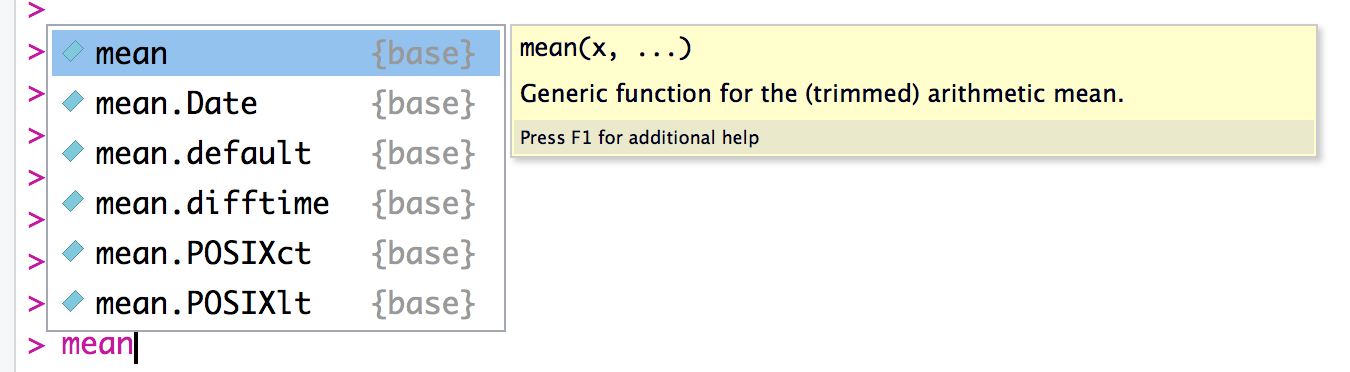 >
> mean {base}
> mean.Date {base}
> mean.default {base}
> mean.difftime {base}
> mean.POSIXct {base}
> mean.POSIXlt {base}
>
> mean
mean(x, ...)
Generic function for the (trimmed) arithmetic mean.
Press F1 for additional help